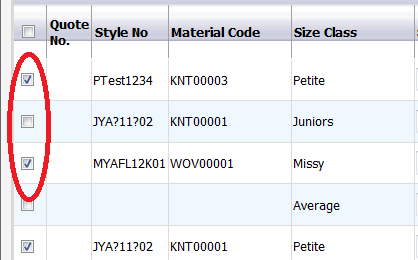 Quote No. Style No Material Code Size Class
PTest1234 KNT00003 Petite
JYA?11?02 KNT00001 Juniors
MYAFL12K01 WOV00001 Missy
Average
JYA?11?02 KNT00001 Petite